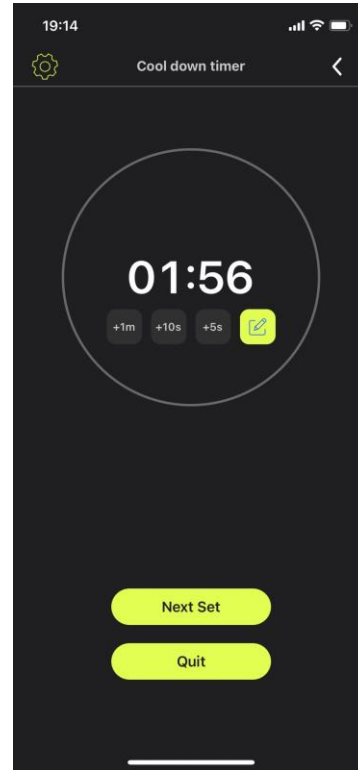 19:14
Cool down timer
01:56
+1m +10s +5s
Next Set
Quit